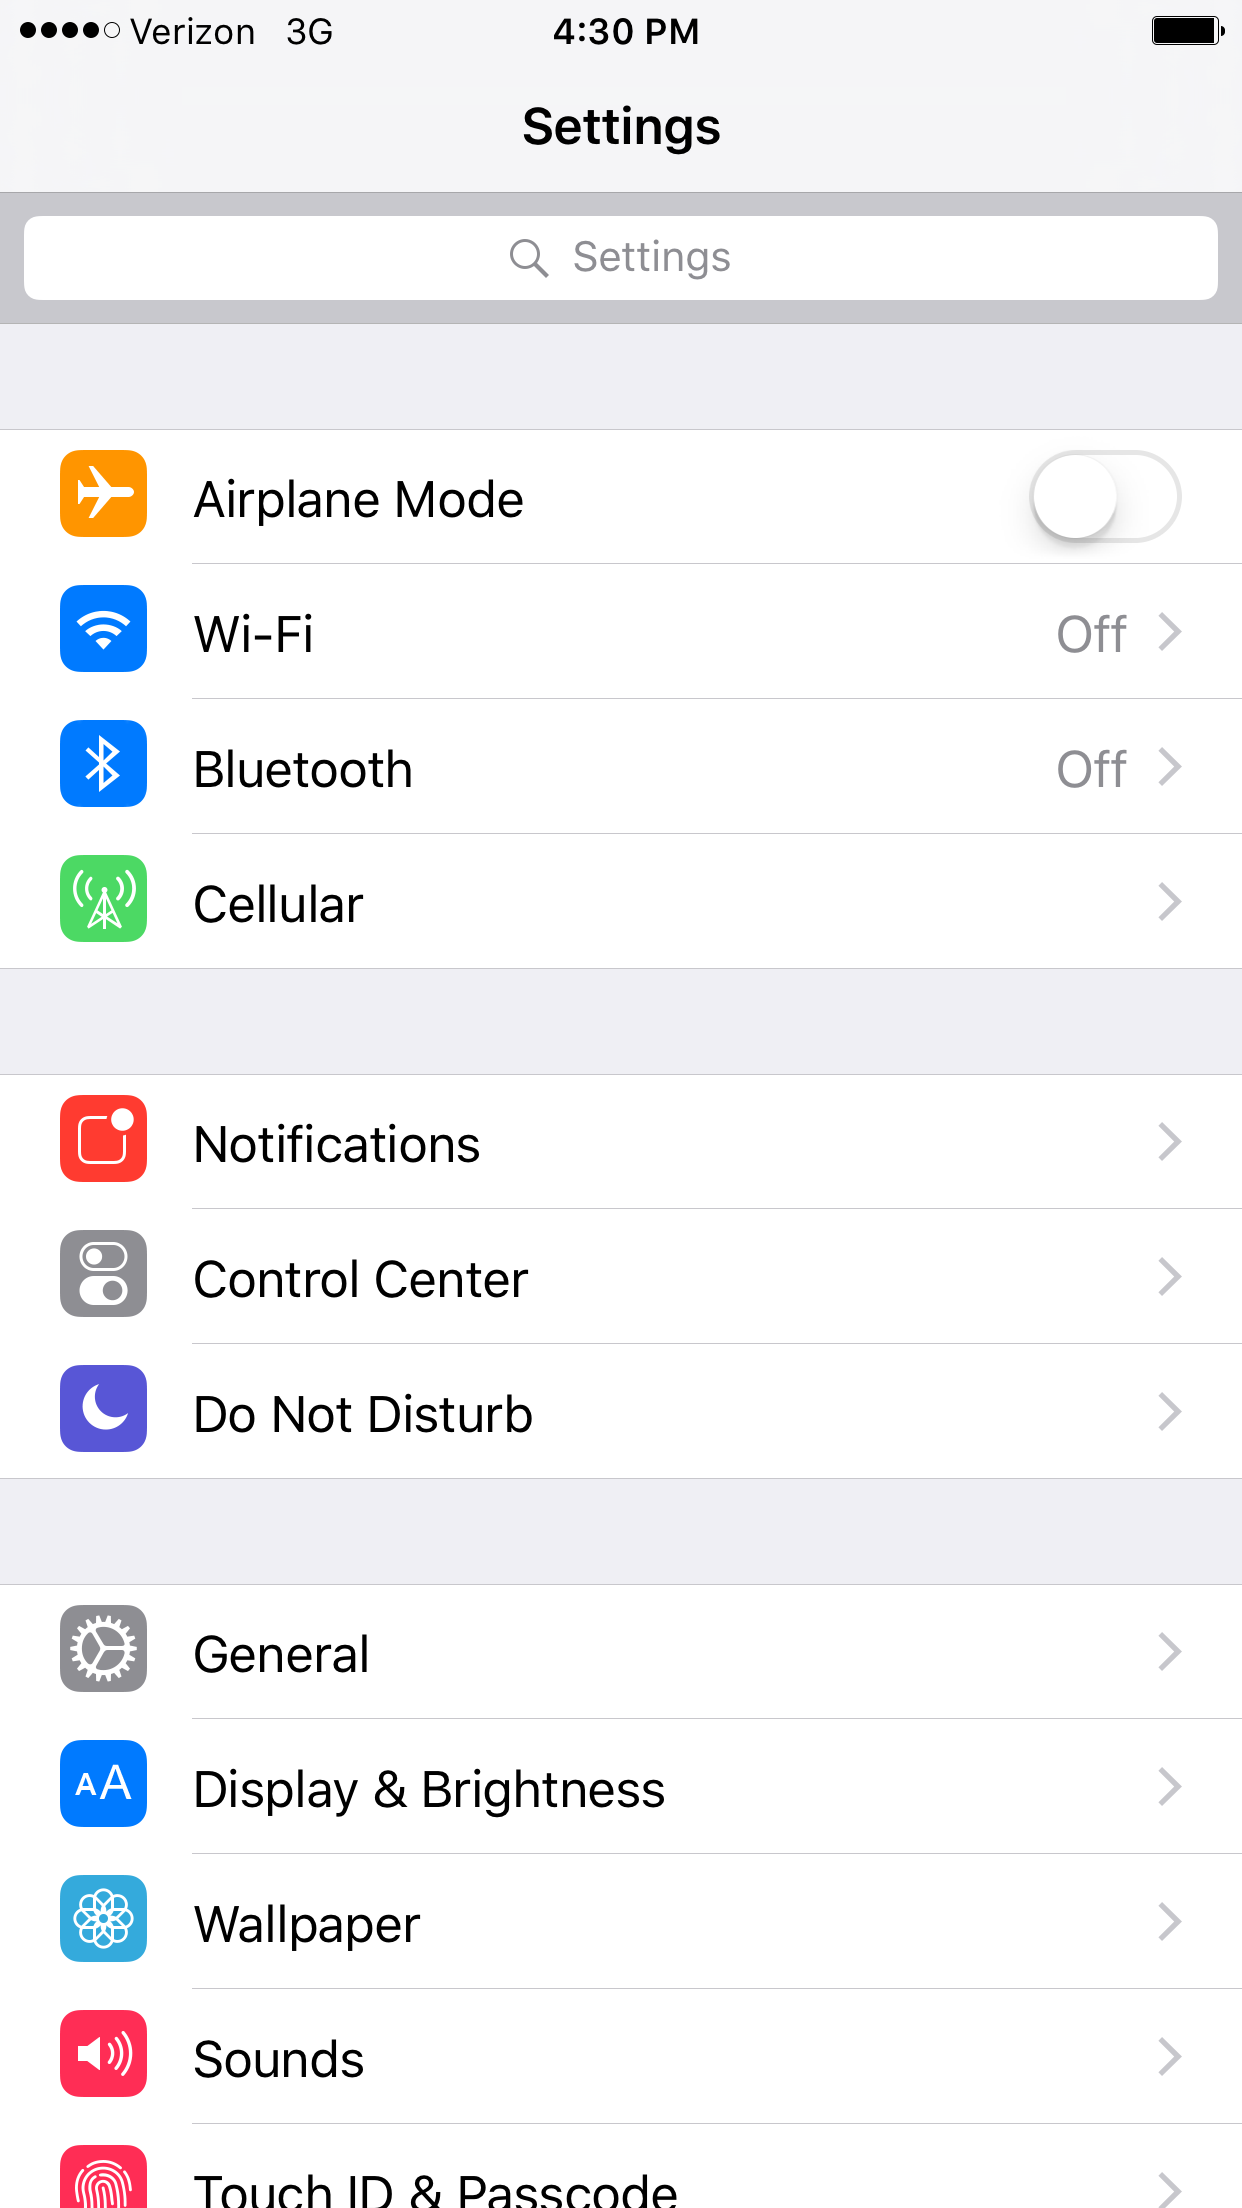 Verizon 3G 4:30 PM
Settings
Settings
Airplane Mode
Wi-Fi Off
Bluetooth Off
Cellular
Notifications
Control Center
Do Not Disturb
General
AA Display & Brightness
Wallpaper
Sounds
Touch ID & Passcode